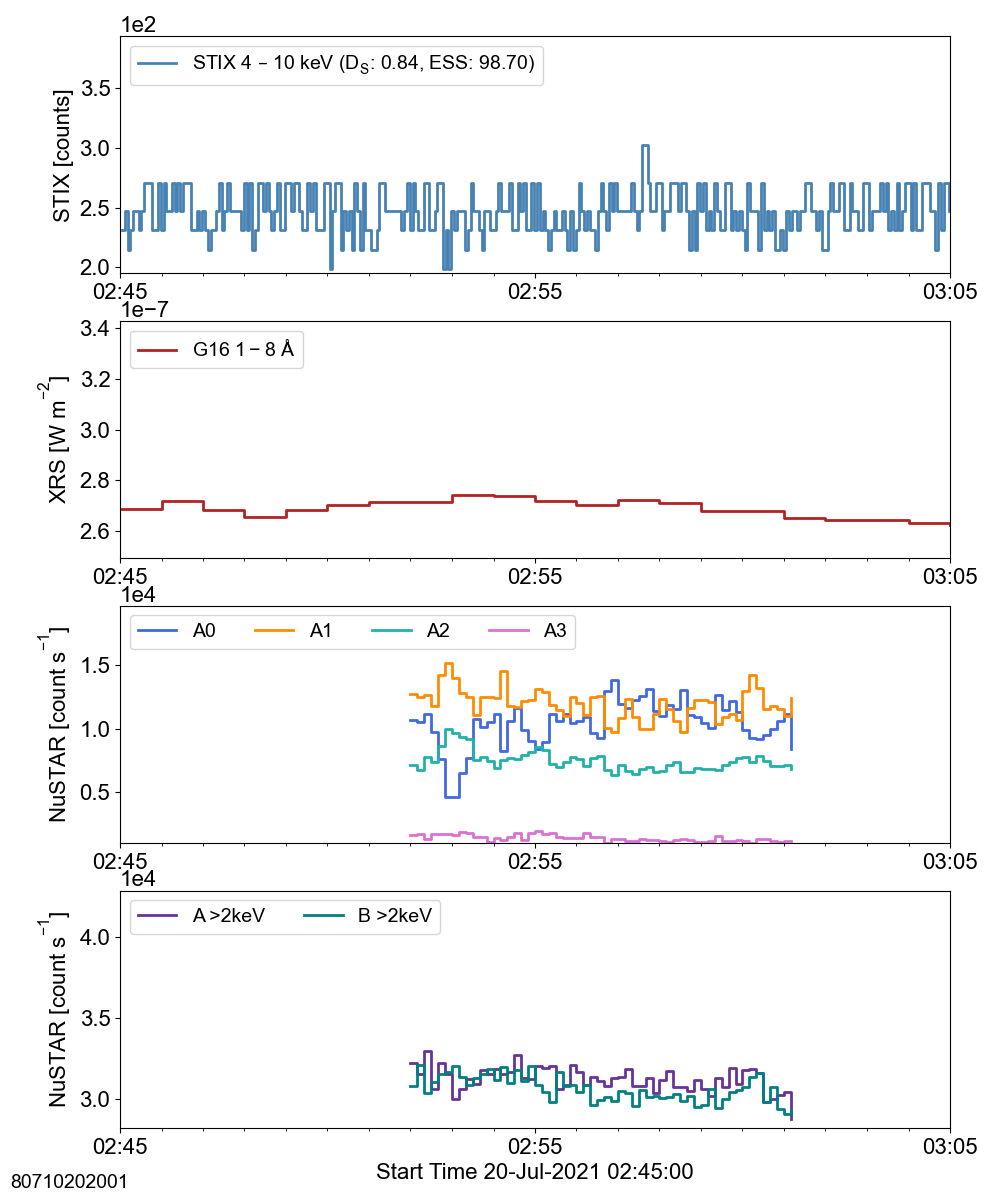 1e2
STIX 4 – 10 keV (DS: 0.84, ESS: 98.70)
STIX [counts]
3.5
3.0
2.5
2.0
02:45 02:55 03:05
1e−7
G16 1 – 8 Å
XRS [W m−2]
3.4
3.2
3.0
2.8
2.6
02:45 02:55 03:05
1e4
A0 A1 A2 A3
NuSTAR [count s−1]
1.5
1.0
0.5
02:45 02:55 03:05
1e4
A >2keV B >2keV
NuSTAR [count s−1]
4.0
3.5
3.0
02:45 02:55 03:05
Start Time 20-Jul-2021 02:45:00
80710202001